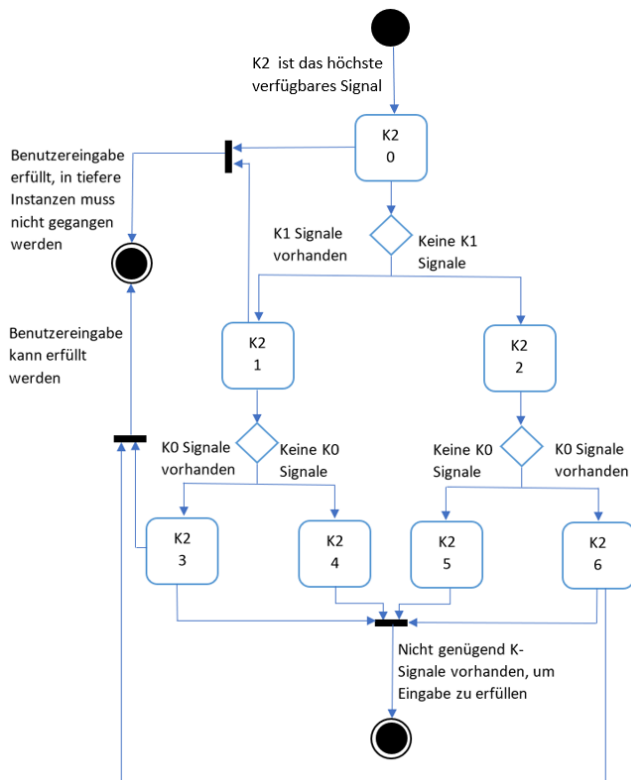 K2 ist das höchste
verfügbares Signal
K2
0
Benutzereingabe
erfüllt, in tiefere
Instanzen muss
nicht gegangen
werden
K1 Signale
vorhanden
Keine K1
Signale
K2
1
K2
2
Benutzereingabe
kann erfüllt
werden
K0 Signale
vorhanden
Keine K0
Signale
Keine K0
Signale
K0 Signale
vorhanden
K2
3
K2
4
K2
5
K2
6
Nicht genügend K-
Signale vorhanden, um
Eingabe zu erfüllen